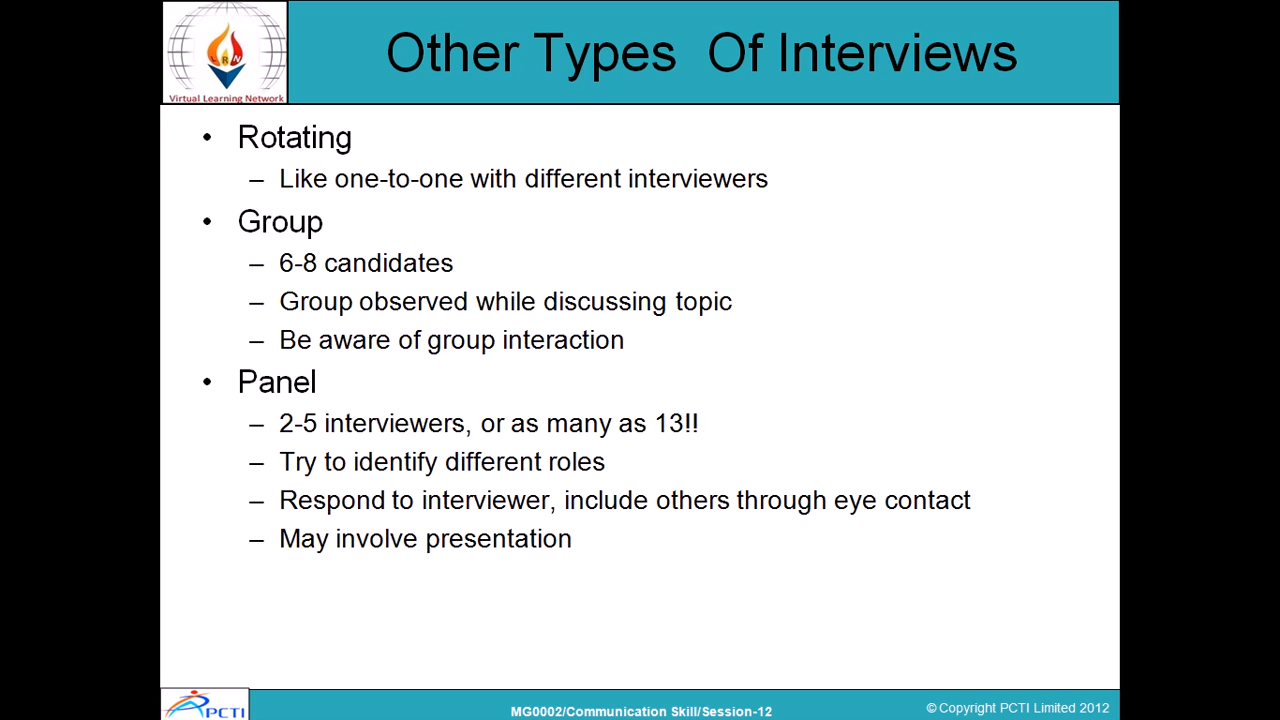 Other Types Of Interviews
Virtual Learning Network
• Rotating
– Like one-to-one with different interviewers
• Group
– 6-8 candidates
– Group observed while discussing topic
– Be aware of group interaction
• Panel
– 2-5 interviewers, or as many as 13!!
– Try to identify different roles
– Respond to interviewer, include others through eye contact
– May involve presentation
PCTI
MG0002/Communication Skill/Session-12
© Copyright PCTI Limited 2012